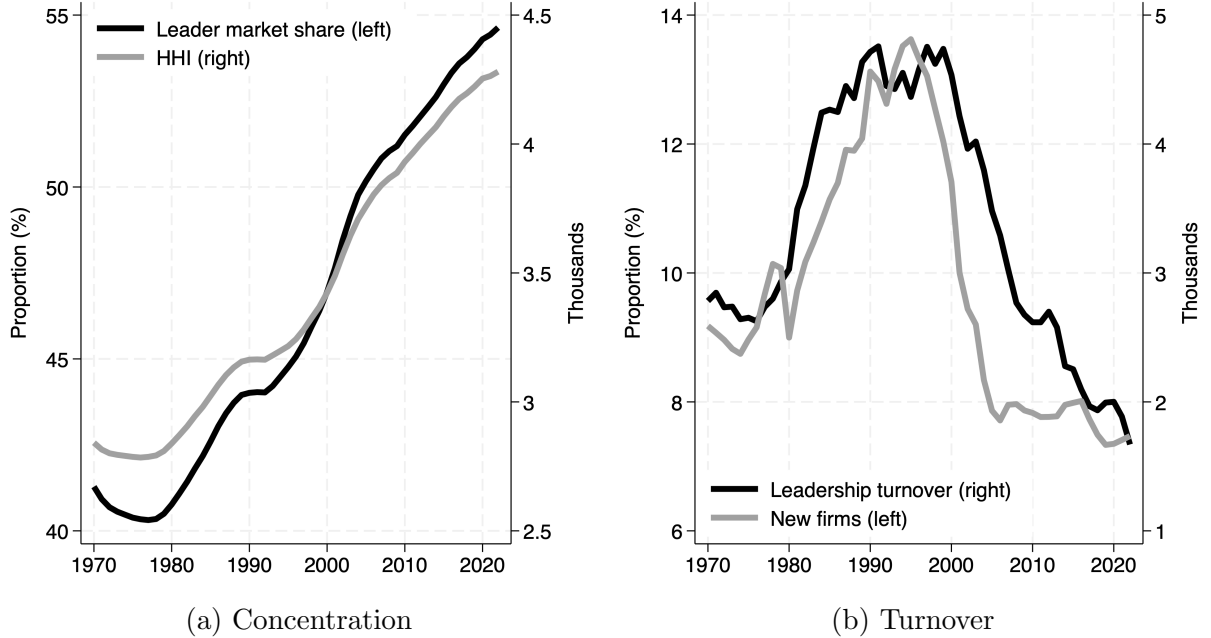 Leader market share (left)
HHI (right)
55
50
45
40
Proportion (%)
4.5
4
3.5
3
2.5
Thousands
1970 1980 1990 2000 2010 2020
(a) Concentration
14
12
10
8
6
Proportion (%)
5
4
3
2
1
Thousands
Leadership turnover (right)
New firms (left)
1970 1980 1990 2000 2010 2020
(b) Turnover